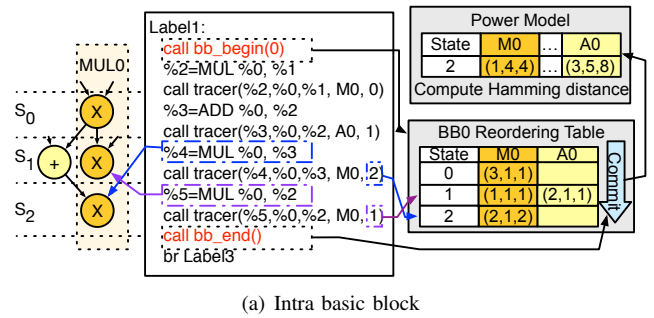 MUL0
X
S0
+
X
S1
X
S2
Label1:
call bb_begin(0)
%2=MUL %0, %1
call tracer(%2,%0,%1, M0, 0)
%3=ADD %0, %2
call tracer(%3,%0,%2, A0, 1)
%4=MUL %0, %3
call tracer(%4,%0,%3, M0, 2)
%5=MUL %0, %2
call tracer(%5,%0,%2, M0, 1)
call bb_end()
br Label3
Power Model
State M0 ... A0
2 (1,4,4) ... (3,5,8)
Compute Hamming distance
BB0 Reordering Table
State M0 A0
0 (3,1,1)
1 (1,1,1) (2,1,1)
2 (2,1,2)
Commit
(a) Intra basic block